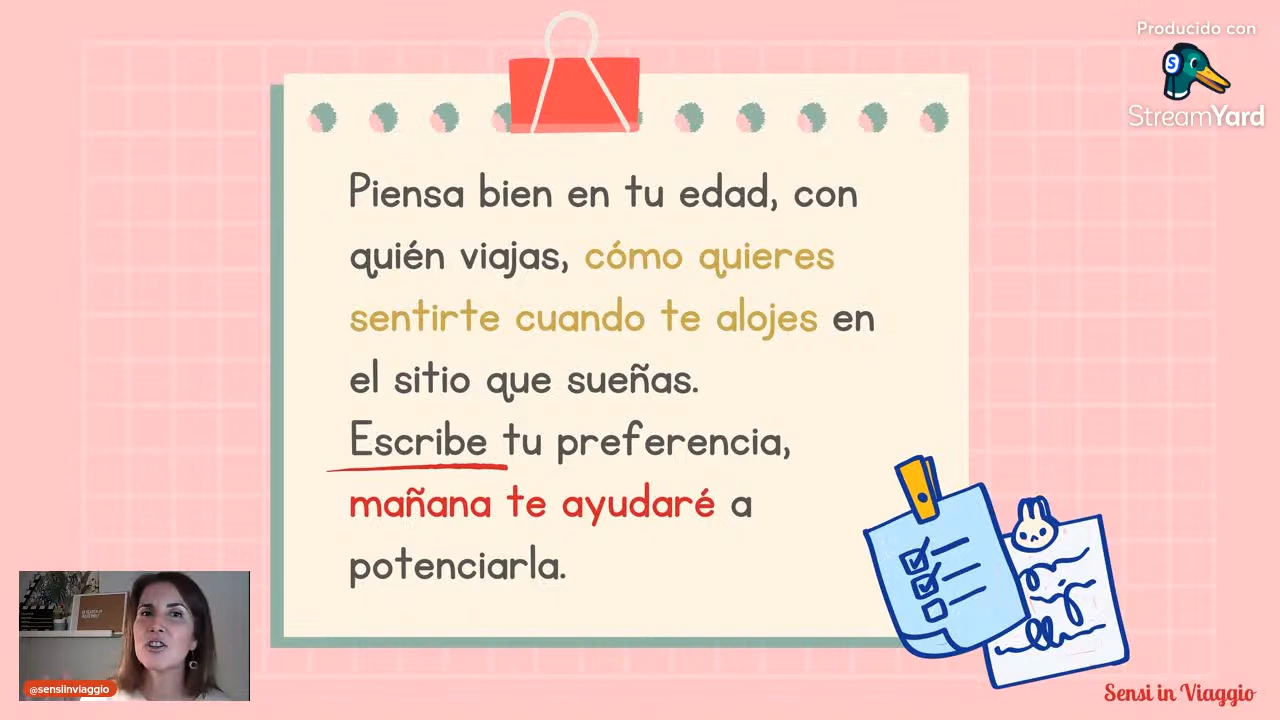 Producido con
StreamYard
Piensa bien en tu edad, con
quién viajas, cómo quieres
sentirte cuando te alojes en
el sitio que sueñas.
Escribe tu preferencia,
mañana te ayudaré a
potenciarla.
@sensiinviaggio
Sensi in Viaggio